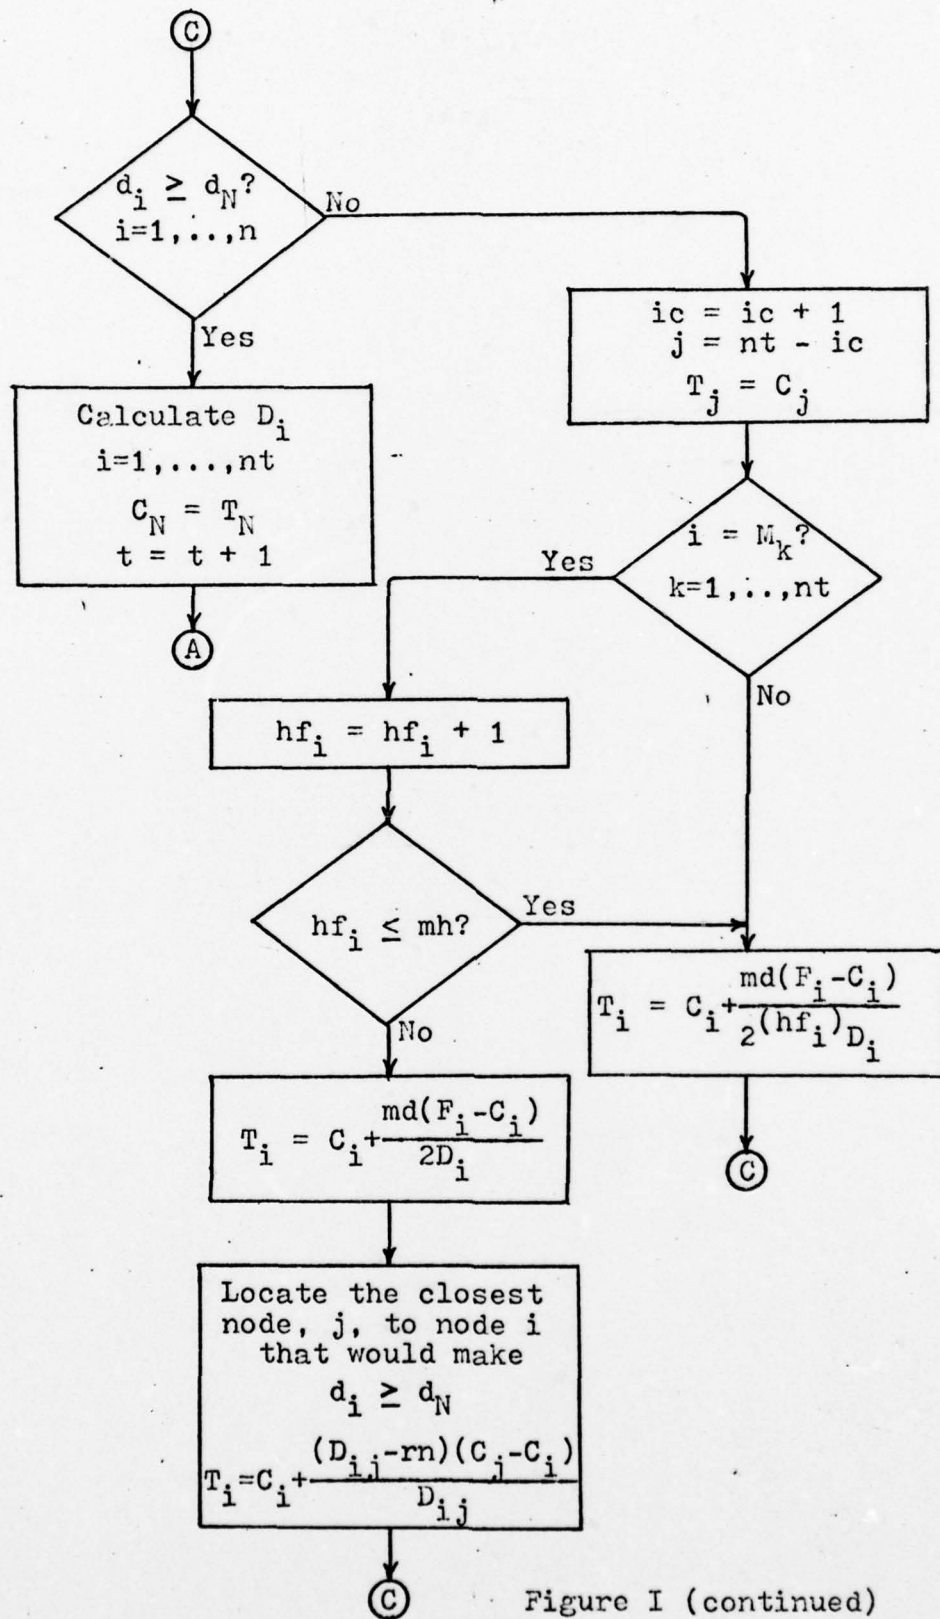 C
d_i ≥ d_N?
i=1,..,n
No
Yes
Calculate D_i
i=1,...,nt
C_N = T_N
t = t + 1
A
ic = ic + 1
j = nt - ic
T_j = C_j
i = M_k?
k=1,..,nt
Yes
No
hf_i = hf_i + 1
hf_i ≤ mh?
Yes
No
T_i = C_i+md(F_i-C_i)/2^(hf_i)D_i
C
T_i = C_i+md(F_i-C_i)/2D_i
Locate the closest
node, j, to node i
that would make
d_i ≥ d_N
T_i=C_i+(D_ij-rn)(C_j-C_i)/D_ij
C
Figure I (continued)